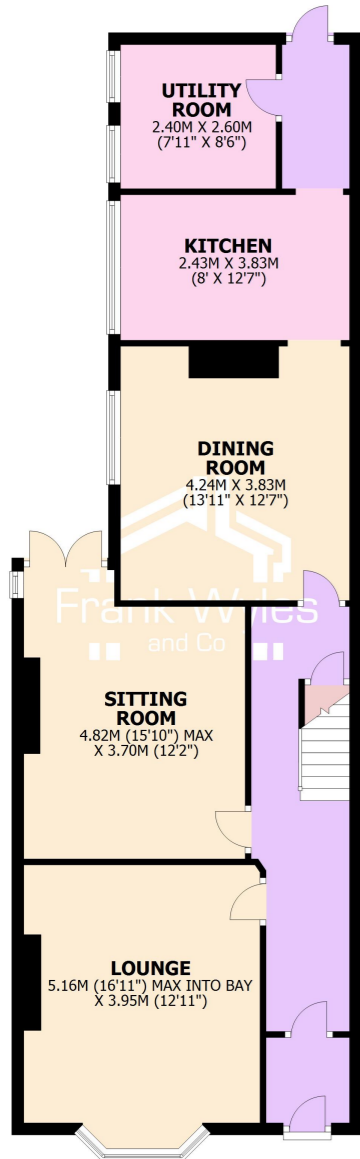 UTILITY
ROOM
2.40M X 2.60M
(7'11" X 8'6")
KITCHEN
2.43M X 3.83M
(8' X 12'7")
DINING
ROOM
4.24M X 3.83M
(13'11" X 12'7")
Frank Wyles
and Co
SITTING
ROOM
4.82M (15'10") MAX
X 3.70M (12'2")
LOUNGE
5.16M (16'11") MAX INTO BAY
X 3.95M (12'11")